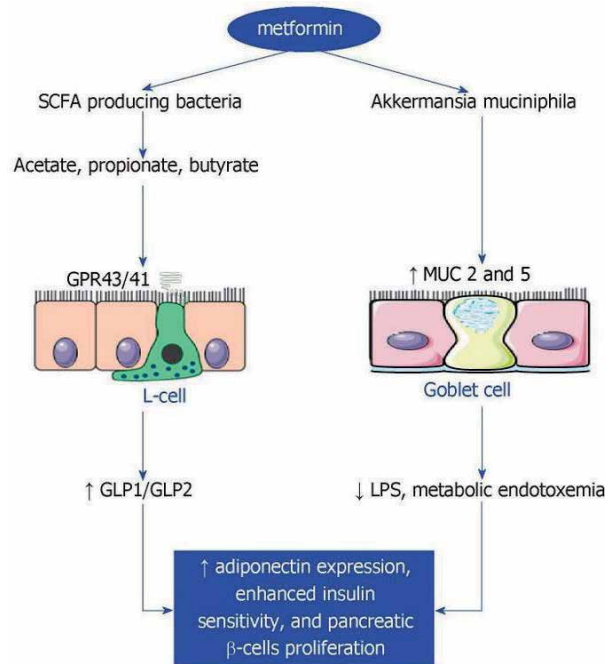 metformin
SCFA producing bacteria
Akkermansia muciniphila
Acetate, propionate, butyrate
GPR43/41
↑ MUC 2 and 5
L-cell
Goblet cell
↑ GLP1/GLP2
↓ LPS, metabolic endotoxemia
↑ adiponectin expression,
enhanced insulin
sensitivity, and pancreatic
β-cells proliferation